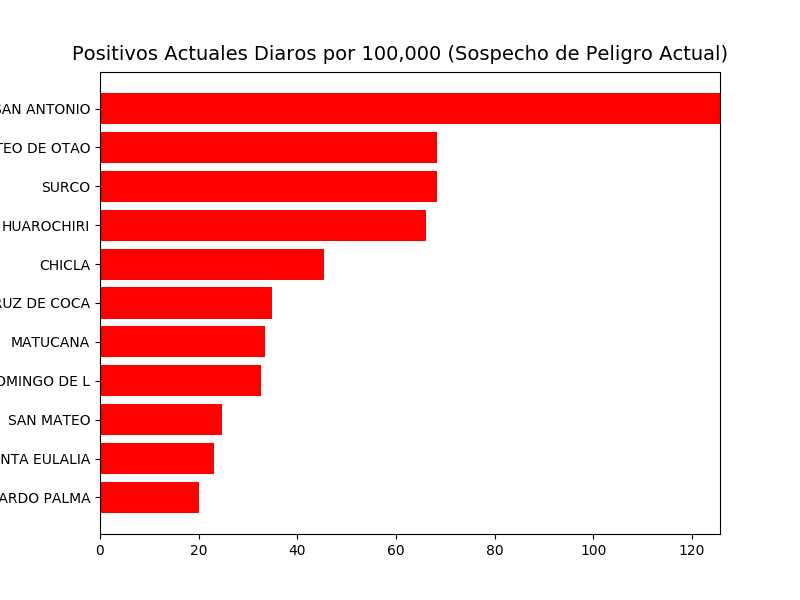 Positivos Actuales Diaros por 100,000 (Sospecho de Peligro Actual)
SAN ANTONIO
TEO DE OTAO
SURCO
HUAROCHIRI
CHICLA
RUZ DE COCA
MATUCANA
OMINGO DE L
SAN MATEO
NTA EULALIA
ARDO PALMA
0 20 40 60 80 100 120